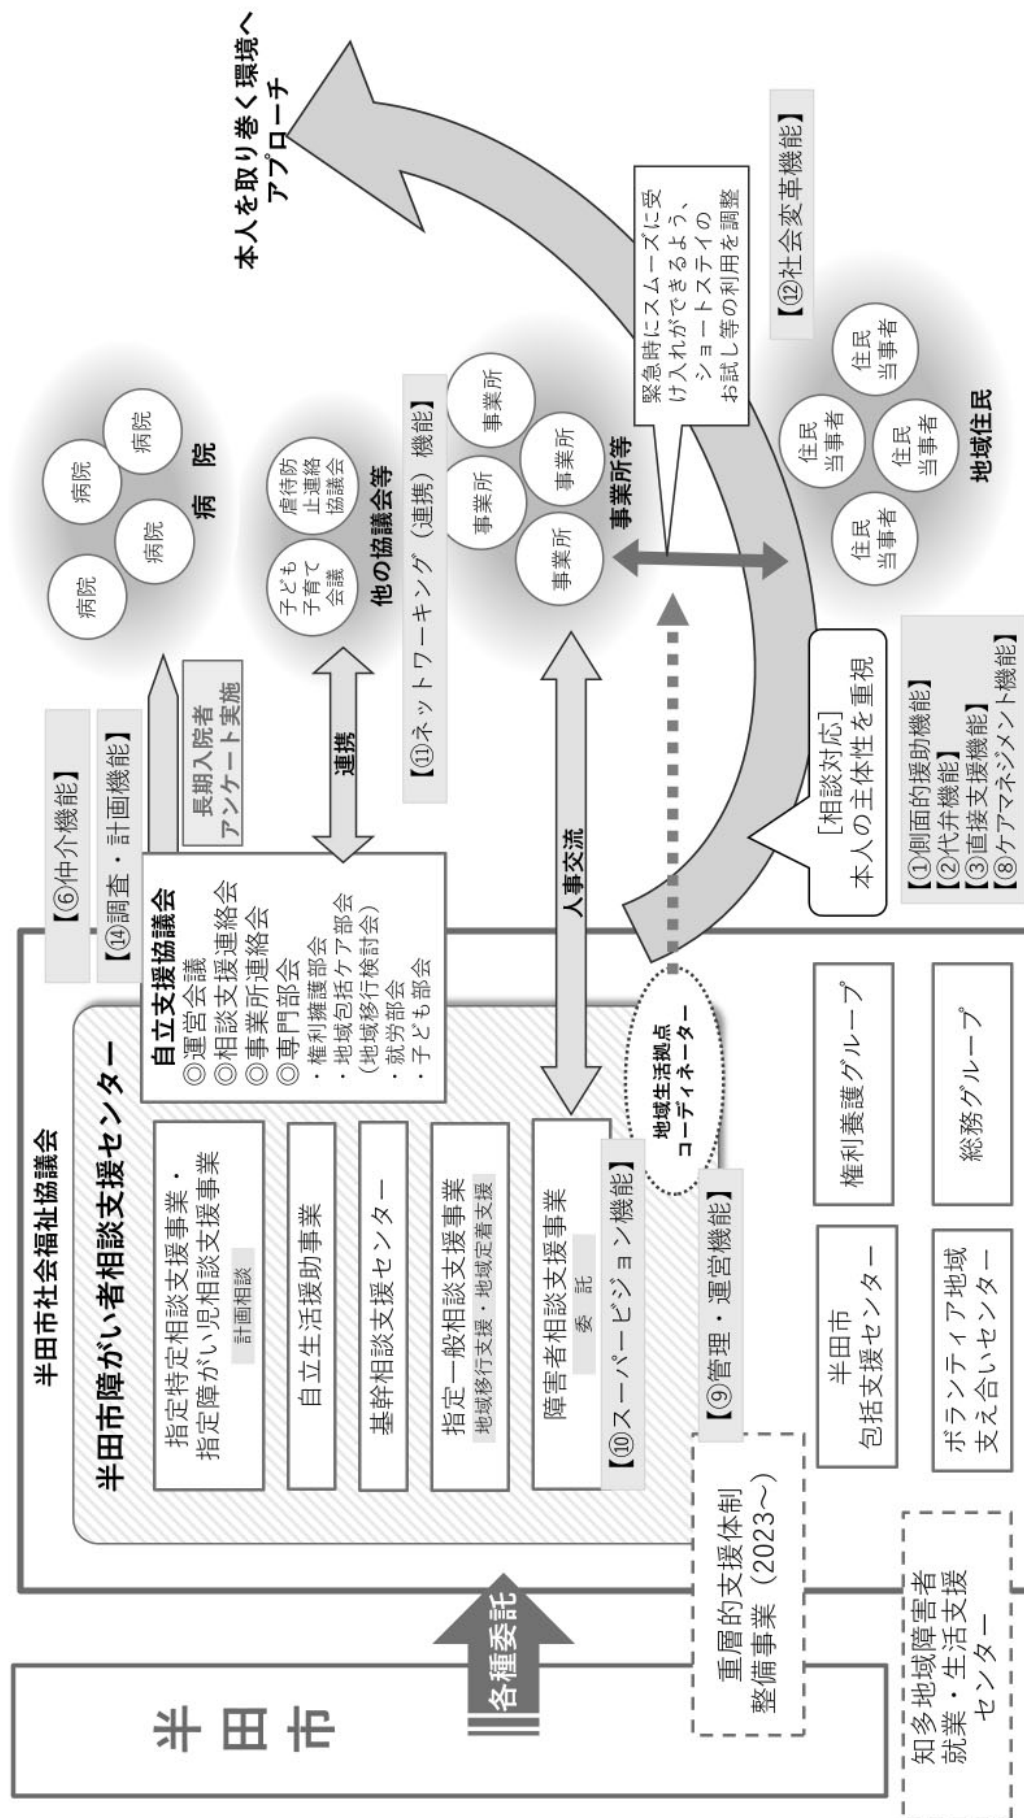 半田市
各種委託
重層的支援体制
整備事業（2023～）
知多地域障害者
就業・生活支援
センター
半田市社会福祉協議会
半田市障がい者相談支援センター
指定特定相談支援事業・
指定障がい児相談支援事業
計画相談
自立生活援助事業
基幹相談支援センター
指定一般相談支援事業
地域移行支援・地域定着支援
障害者相談支援事業
委　託
【⑩スーパービジョン機能】
【⑨管理・運営機能】
半田市
包括支援センター
ボランティア地域
支え合いセンター
権利養護グループ
総務グループ
地域生活拠点
コーディネーター
自立支援協議会
◎運営会議
◎相談支援連絡会
◎事業所連絡会
◎専門部会
・権利擁護部会
・地域包括ケア部会
（地域移行検討会）
・就労部会
・子ども部会
【⑥仲介機能】
【⑭調査・計画機能】
長期入院者
アンケート実施
連携
【⑪ネットワーキング（連携）機能】
人事交流
［相談対応］
本人の主体性を重視
【①側面的援助機能】
【②代弁機能】
【③直接支援機能】
【⑧ケアマネジメント機能】
病院
病院
病院
病院
病　院
子ども
子育て
会議
虐待防
止連絡
協議会
他の協議会等
事業所
事業所
事業所
事業所
事業所等
緊急時にスムーズに受
け入れができるよう、
ショートステイの
お試し等の利用を調整
【⑫社会変革機能】
住民
当事者
住民
当事者
住民
当事者
住民
当事者
地域住民
本人を取り巻く環境へ
アプローチ